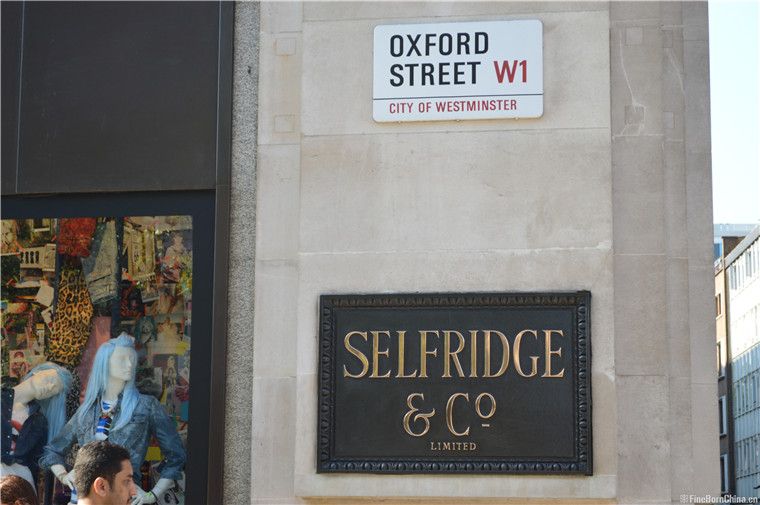 OXFORD
STREET W1
CITY OF WESTMINSTER
SELFRIDGE
& Cº
LIMITED
FineBornChina.cn